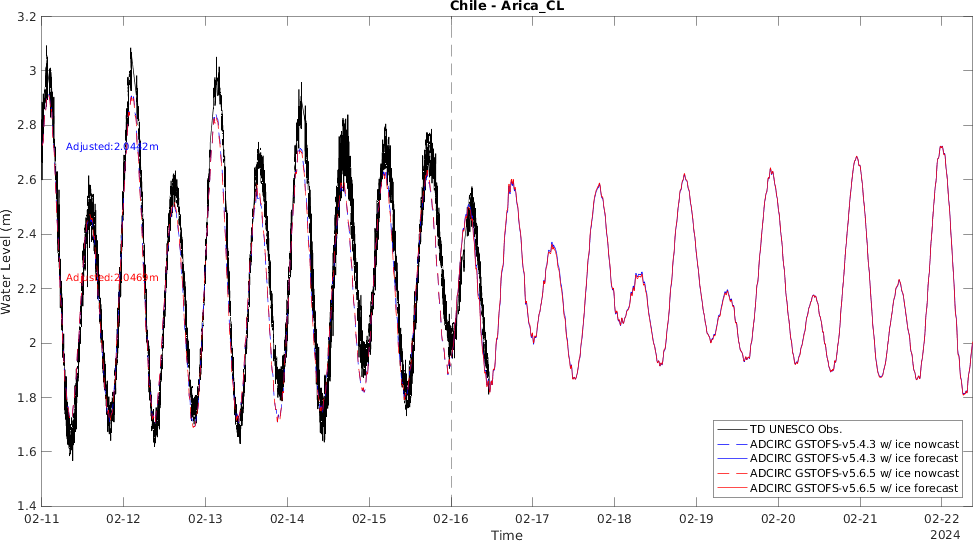 Chile - Arica_CL
3.2
3
2.8
2.6
2.4
2.2
2
1.8
1.6
1.4
Water Level (m)
Adjusted:2.0442m
Adjusted:2.0469m
TD UNESCO Obs.
ADCIRC GSTOFS-v5.4.3 w/ ice nowcast
ADCIRC GSTOFS-v5.4.3 w/ ice forecast
ADCIRC GSTOFS-v5.6.5 w/ ice nowcast
ADCIRC GSTOFS-v5.6.5 w/ ice forecast
02-11 02-12 02-13 02-14 02-15 02-16 02-17 02-18 02-19 02-20 02-21 02-22
Time
2024